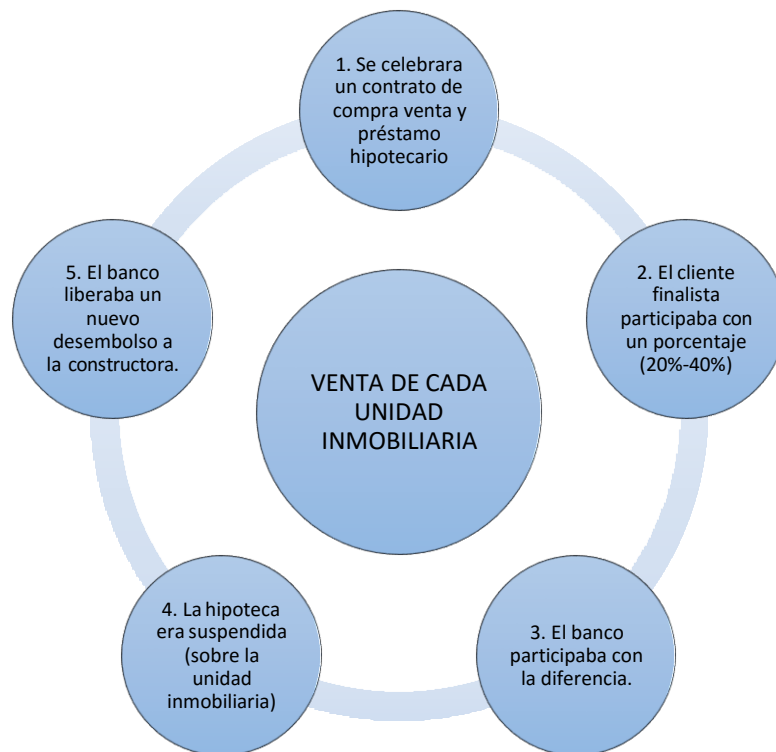 1. Se celebrara
un contrato de
compra venta y
préstamo
hipotecario
2. El cliente
finalista
participaba con
un porcentaje
(20%-40%)
3. El banco
participaba con
la diferencia.
4. La hipoteca
era suspendida
(sobre la
unidad
inmobiliaria)
5. El banco
liberaba un
nuevo
desembolso a
la constructora.
VENTA DE CADA
UNIDAD
INMOBILIARIA